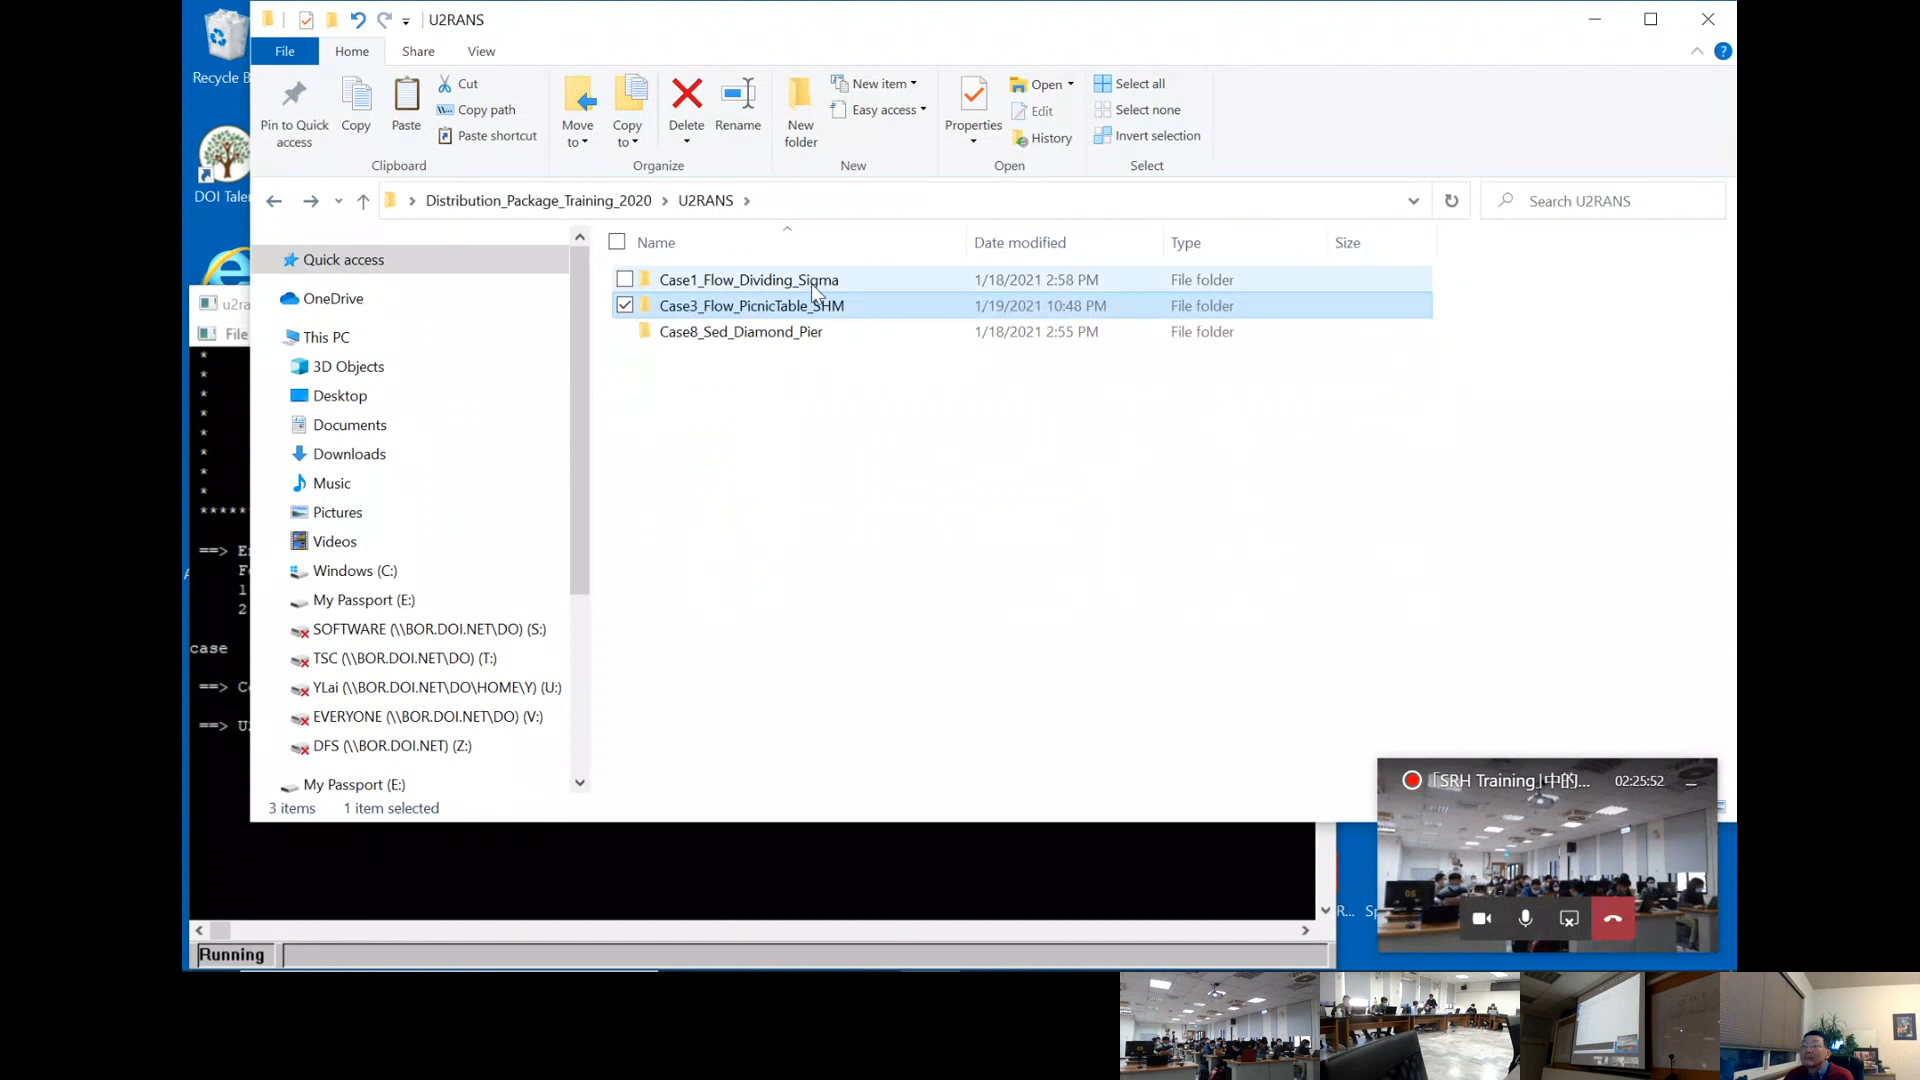 U2RANS
File Home Share View
Recycle B
DOI Tale
Pin to Quick access
Copy
Paste
Cut
Copy path
Paste shortcut
Clipboard
Move to
Copy to
Delete
Rename
Organize
New folder
New item
Easy access
New
Properties
Open
Edit
History
Open
Select all
Select none
Invert selection
Select
Distribution_Package_Training_2020 > U2RANS >
Search U2RANS
Name Date modified Type Size
Case1_Flow_Dividing_Sigma 1/18/2021 2:58 PM File folder
Case3_Flow_PicnicTable_SHM 1/19/2021 10:48 PM File folder
Case8_Sed_Diamond_Pier 1/18/2021 2:55 PM File folder
Quick access
OneDrive
This PC
3D Objects
Desktop
Documents
Downloads
Music
Pictures
Videos
Windows (C:)
My Passport (E:)
SOFTWARE (\\BOR.DOI.NET\DO) (S:)
TSC (\\BOR.DOI.NET\DO) (T:)
YLai (\\BOR.DOI.NET\DO\HOME\Y) (U:)
EVERYONE (\\BOR.DOI.NET\DO) (V:)
DFS (\\BOR.DOI.NET) (Z:)
My Passport (E:)
3 items 1 item selected
u2ra
File
*
*
*
*
*
*
*
*
*****
==> E
F
1
2
case
==> C
==> U
Running
「SRH Training」中的... 02:25:52
R... Sp